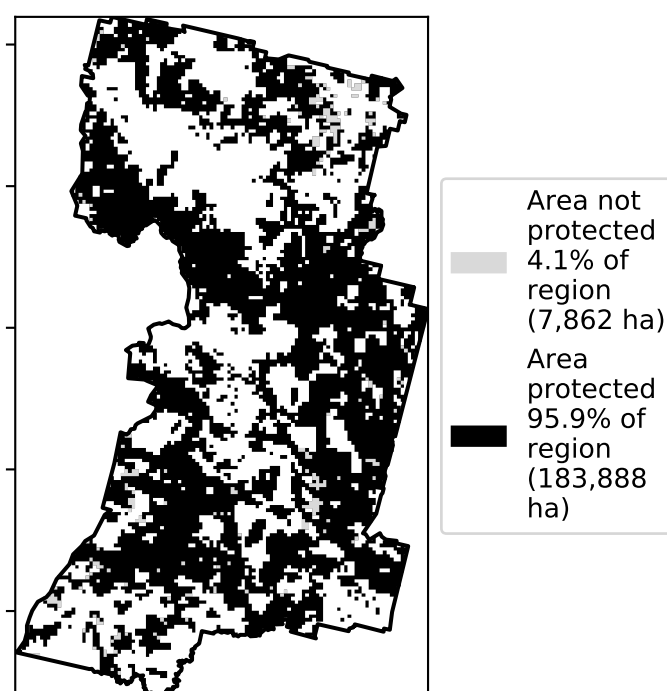 Area not
protected
4.1% of
region
(7,862 ha)
Area
protected
95.9% of
region
(183,888
ha)